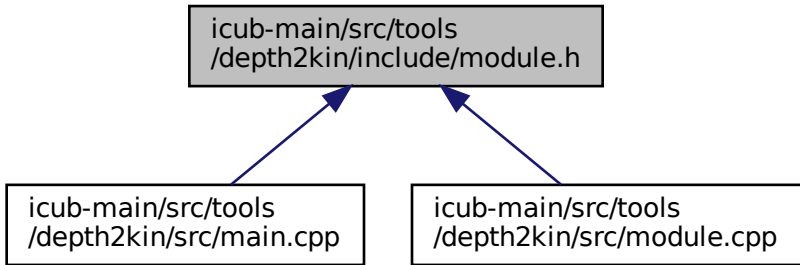 icub-main/src/tools
/depth2kin/include/module.h
icub-main/src/tools
/depth2kin/src/main.cpp
icub-main/src/tools
/depth2kin/src/module.cpp